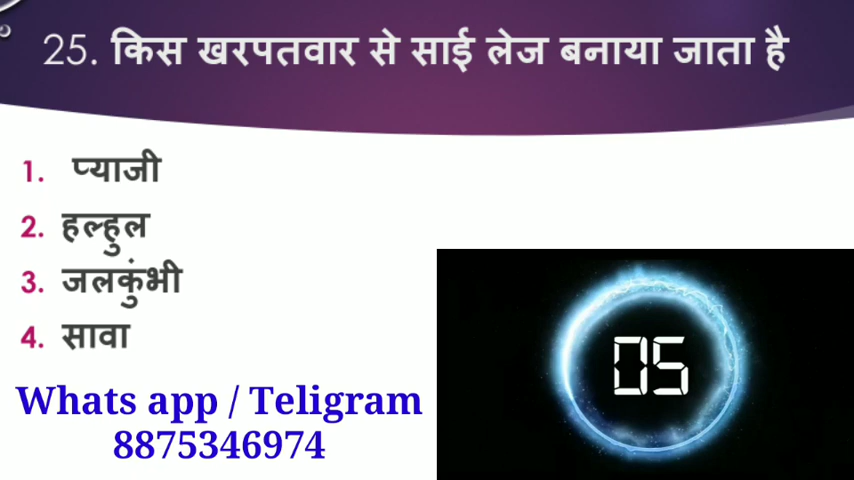 25. किस खरपतवार से साई लेज बनाया जाता है
1. प्याजी
2. हल्हुल
3. जलकुंभी
4. सावा
05
Whats app / Teligram
8875346974